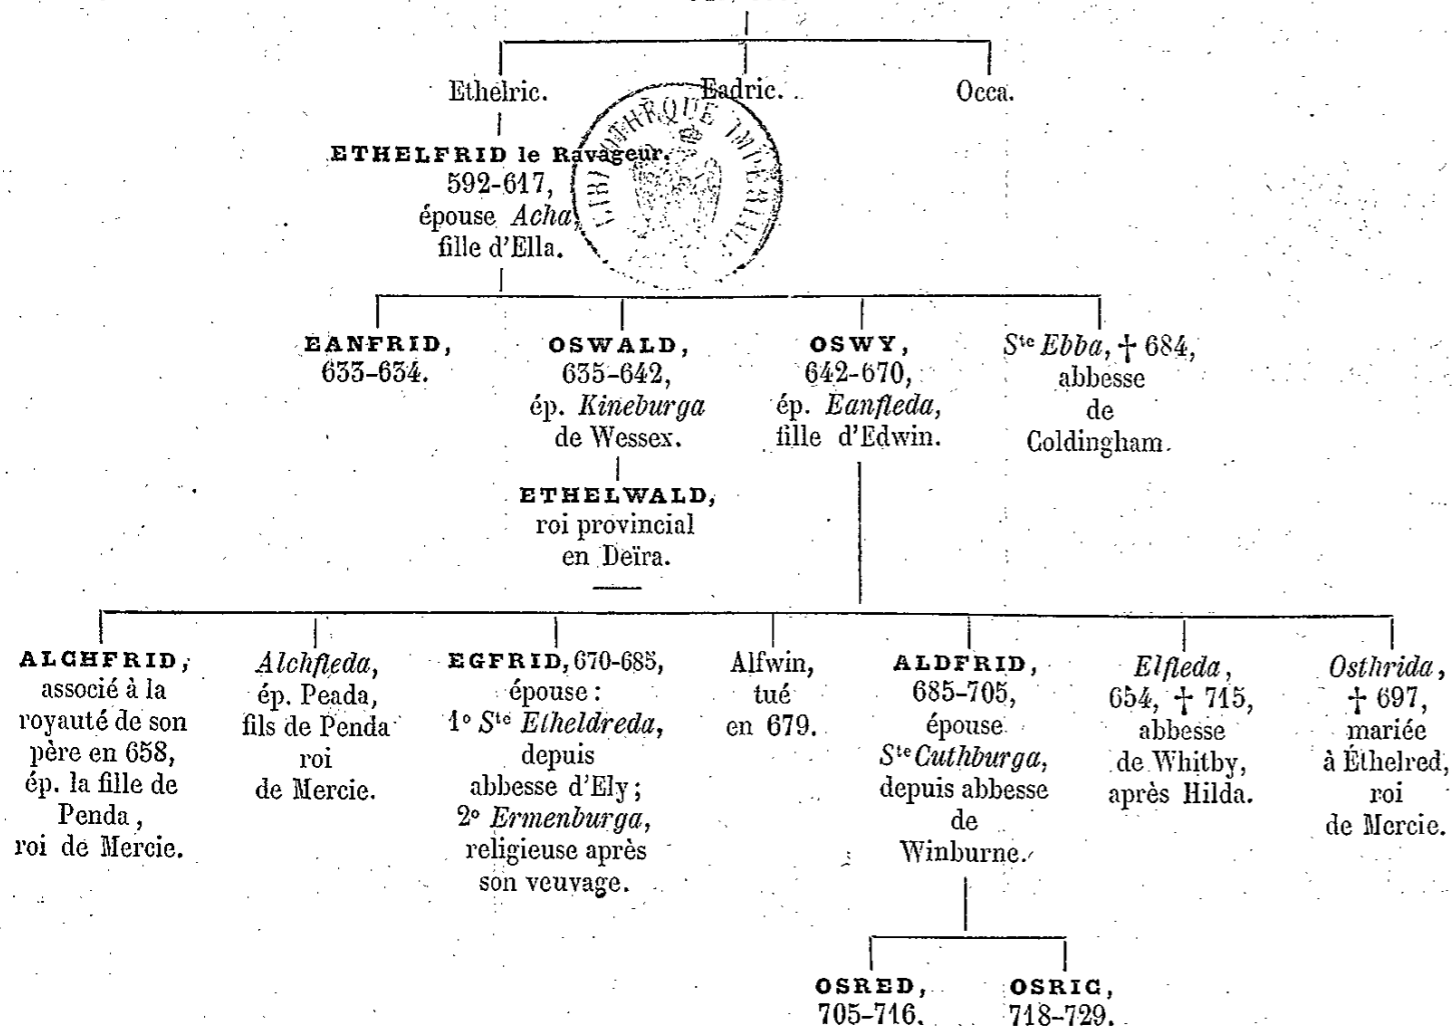 Ethelric.
Eadric.
Occa.
BIBLIOTHÈQUE IMPÉRIALE
ETHELFRID le Ravageur.
592-617,
épouse Acha,
fille d'Ella.
EANFRID,
633-634.
OSWALD,
635-642,
ép. Kineburga
de Wessex.
OSWY,
642-670,
ép. Eanfleda,
fille d'Edwin.
Ste Ebba, † 684,
abbesse
de
Coldingham.
ETHELWALD,
roi provincial
en Deïra.
ALCHFRID,
associé à la
royauté de son
père en 658,
ép. la fille de
Penda,
roi de Mercie.
Alchfleda,
ép. Peada,
fils de Penda
roi
de Mercie.
EGFRID, 670-685,
épouse :
1º Ste Etheldreda,
depuis
abbesse d'Ely ;
2º Ermenburga,
religieuse après
son veuvage.
Alfwin,
tué
en 679.
ALDFRID,
685-705,
épouse
Ste Cuthburga,
depuis abbesse
de
Winburne.
Elfleda,
654, † 715,
abbesse
de Whitby,
après Hilda.
Osthrida,
† 697,
mariée
à Éthelred,
roi
de Mercie.
OSRED,
705-716.
OSRIC,
718-729.